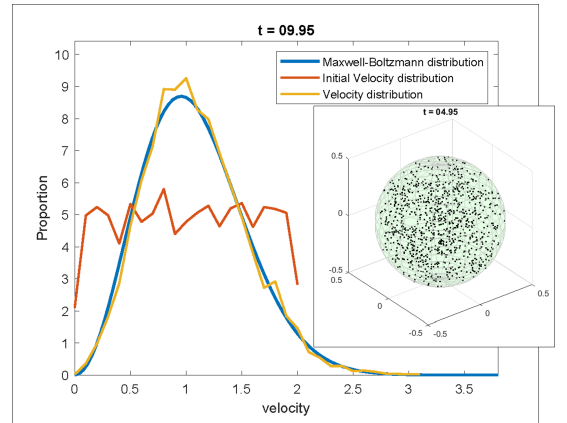 t = 09.95
10
9
8
7
6
5
4
3
2
1
0
Proportion
0 0.5 1 1.5 2 2.5 3 3.5
velocity
Maxwell-Boltzmann distribution
Initial Velocity distribution
Velocity distribution
t = 04.95
0.5
0
-0.5
0.5
0
-0.5
-0.5
0
0.5